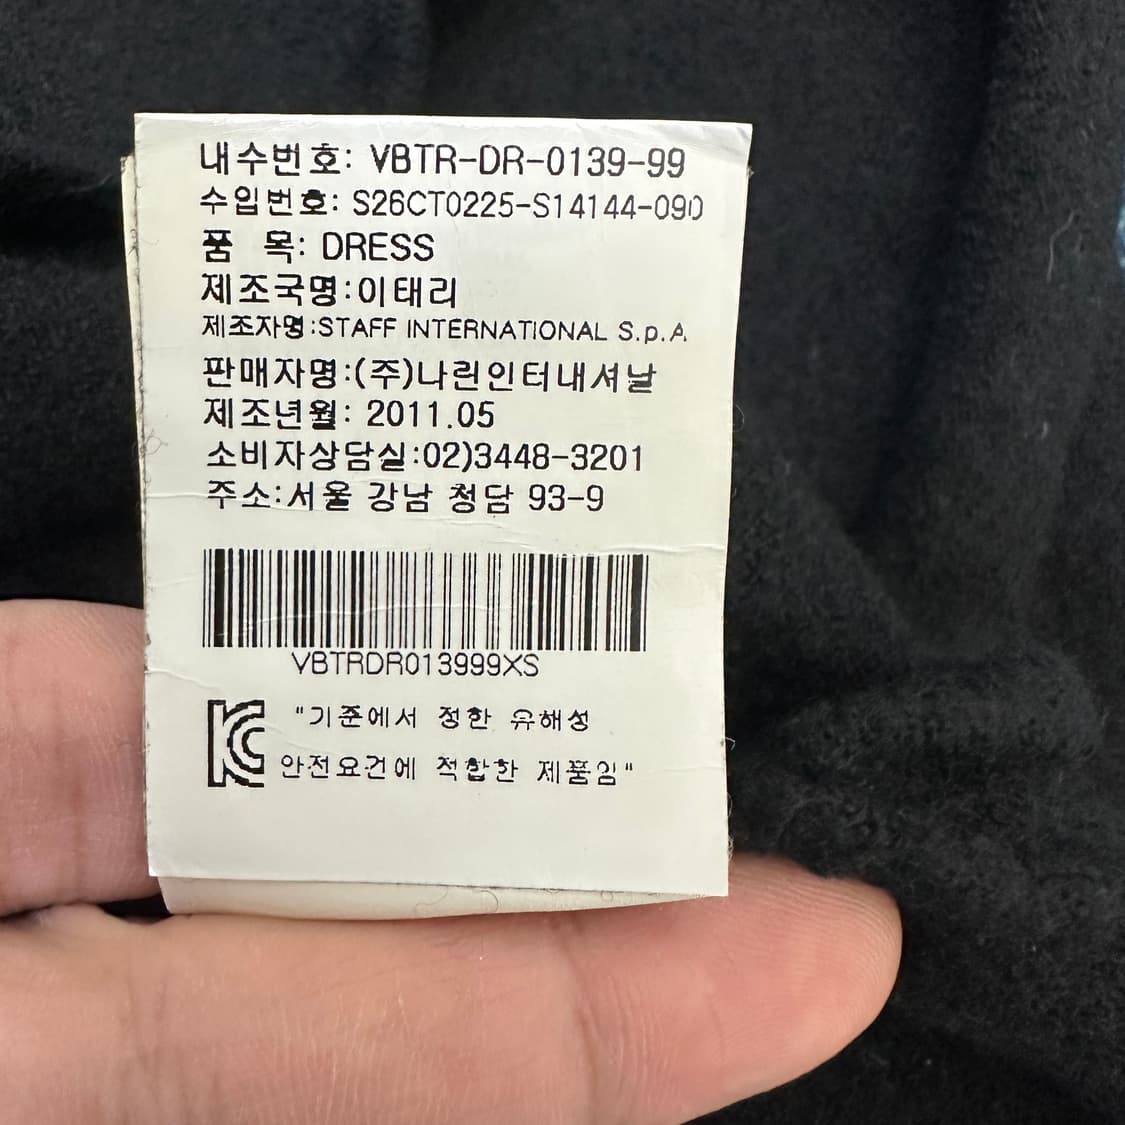 내수번호: VBTR-DR-0139-99
수입번호: S26CT0225-S14144-090
품 목: DRESS
제조국명:이태리
제조자명:STAFF INTERNATIONAL S.p.A
판매자명:(주)나린인터내셔날
제조년월: 2011.05
소비자상담실:02)3448-3201
주소:서울 강남 청담 93-9
VBTRDR013999XS
"기준에서 정한 유해성
안전요건에 적합한 제품임"